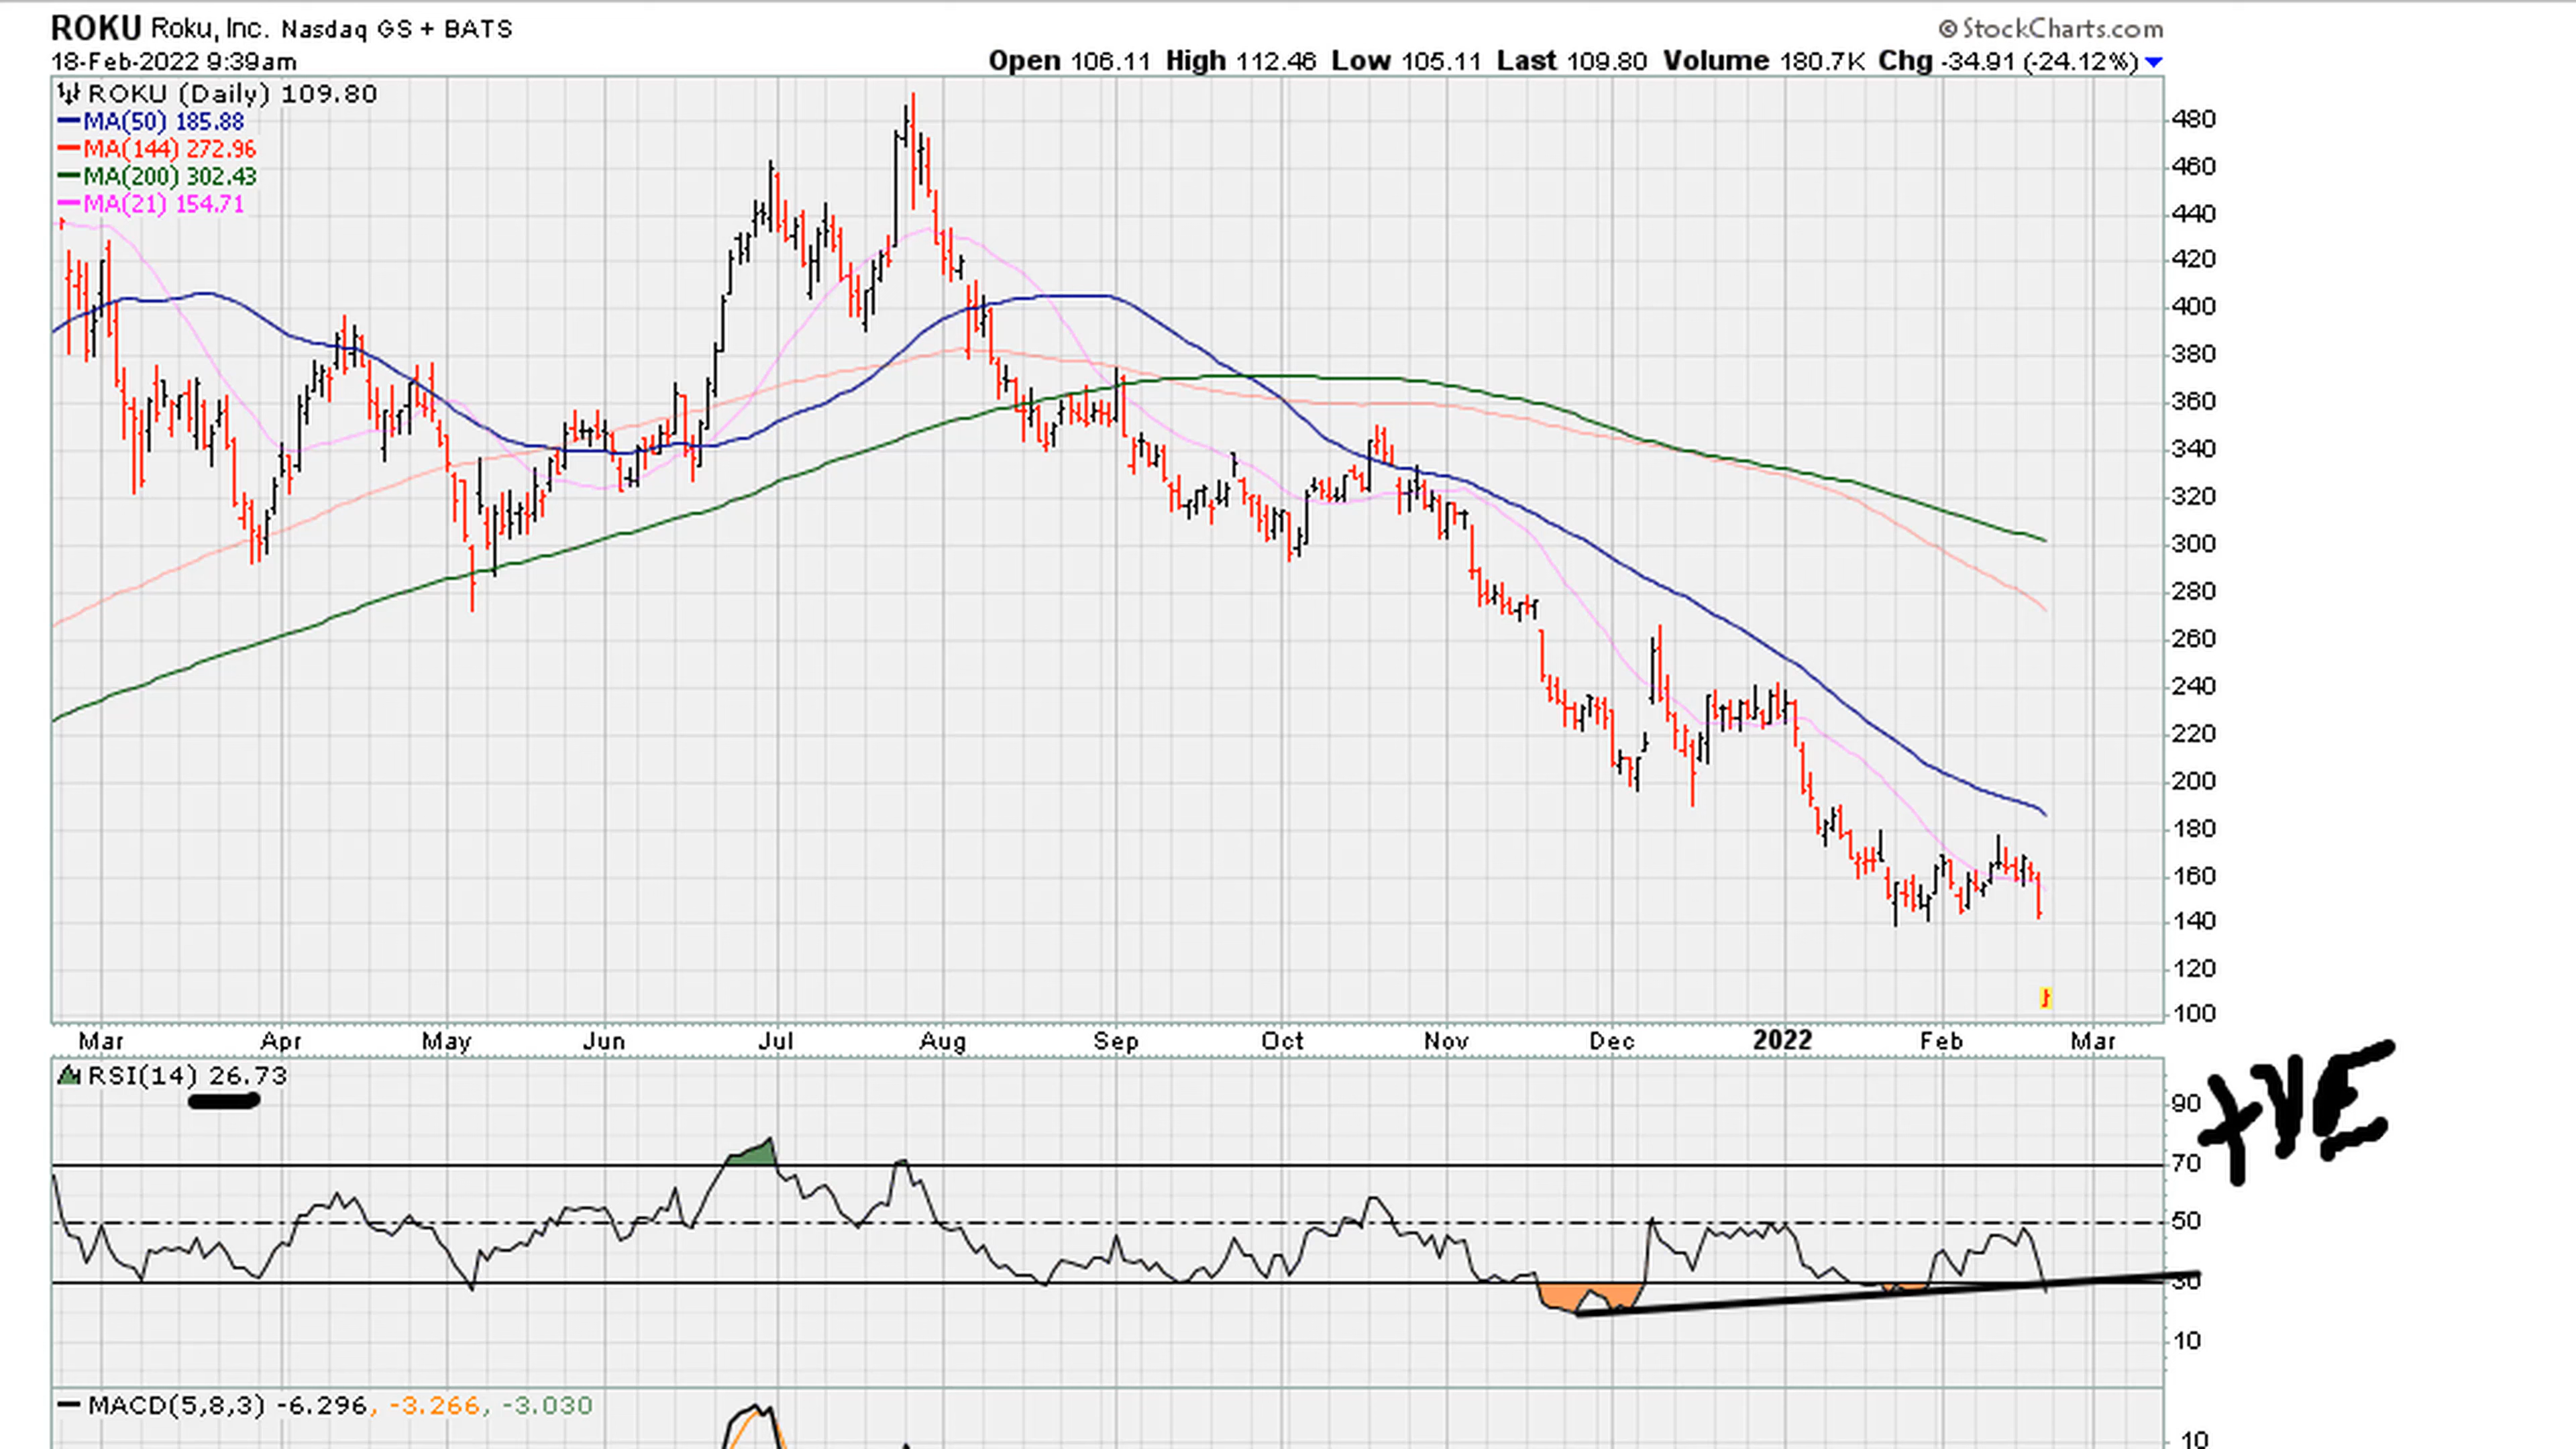 ROKU Roku, Inc. Nasdaq GS + BATS
© StockCharts.com
18-Feb-2022 9:39am
Open 106.11 High 112.46 Low 105.11 Last 109.80 Volume 180.7K Chg -34.91 (-24.12%)
ROKU (Daily) 109.80
MA(50) 185.88
MA(144) 272.96
MA(200) 302.43
MA(21) 154.71
480
460
440
420
400
380
360
340
320
300
280
260
240
220
200
180
160
140
120
100
Mar Apr May Jun Jul Aug Sep Oct Nov Dec 2022 Feb Mar
RSI(14) 26.73
+VE
90
70
50
30
10
MACD(5,8,3) -6.296, -3.266, -3.030
10